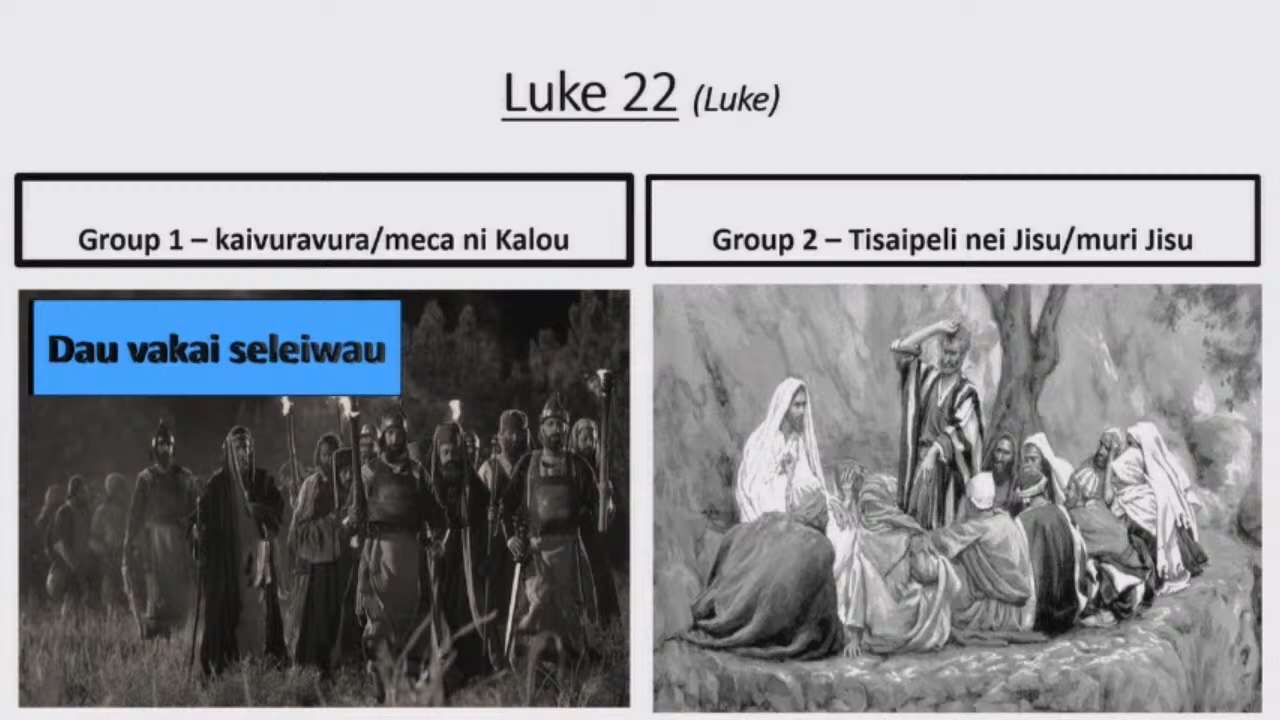 Luke 22 (Luke)
Group 1 – kaivuravura/meca ni Kalou
Group 2 – Tisaipeli nei Jisu/muri Jisu
Dau vakai seleiwau